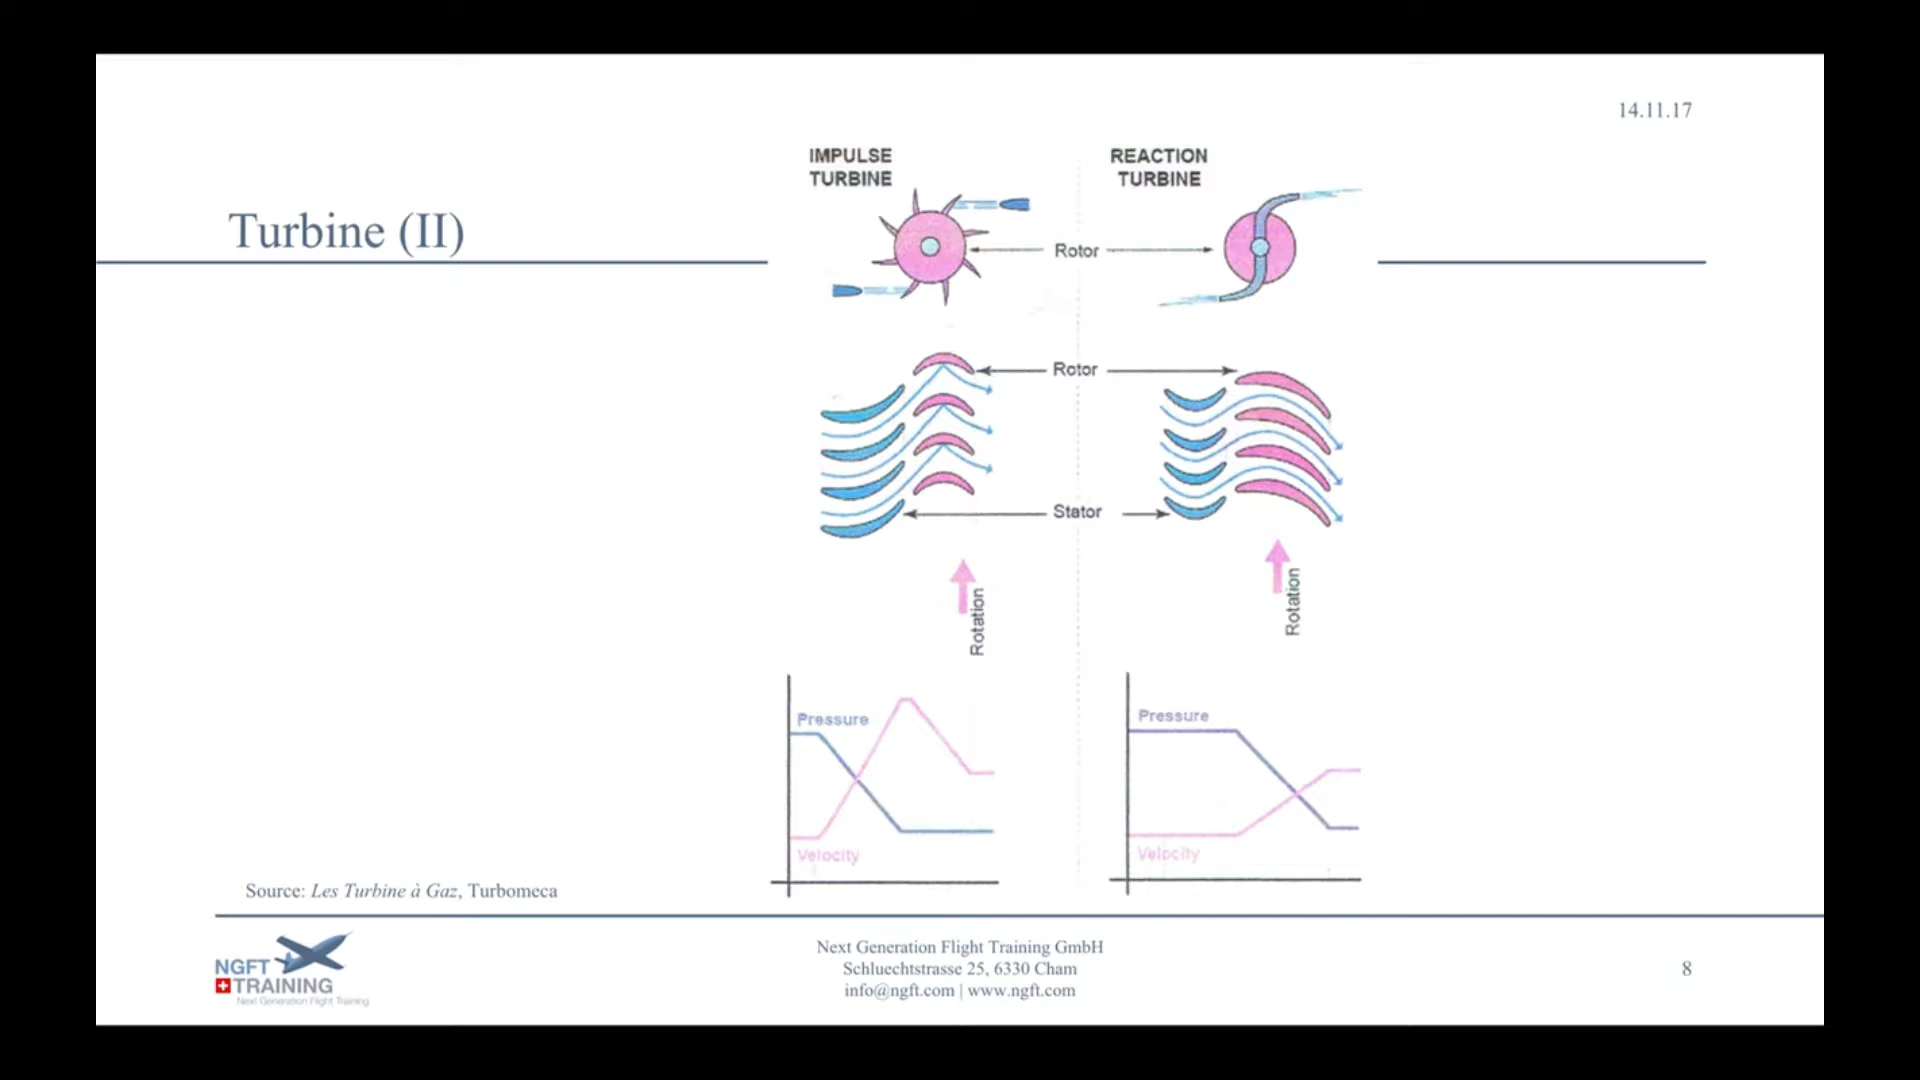 14.11.17
Turbine (II)
IMPULSE
TURBINE
REACTION
TURBINE
Rotor
Rotor
Stator
Rotation
Rotation
Pressure
Velocity
Pressure
Velocity
Source: Les Turbine à Gaz, Turbomeca
NGFT
TRAINING
Next Generation Flight Training
Next Generation Flight Training GmbH
Schluechtstrasse 25, 6330 Cham
info@ngft.com | www.ngft.com
8